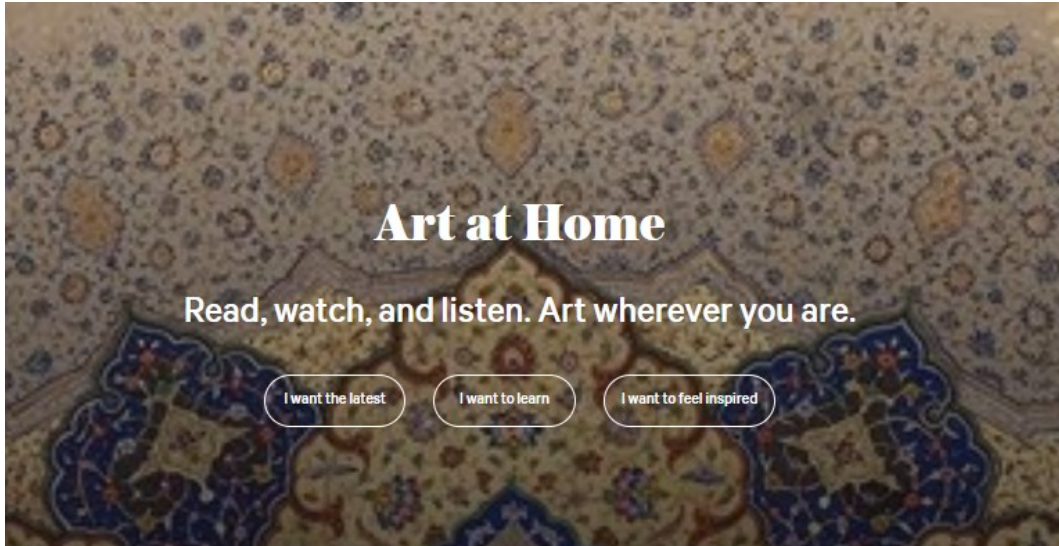 Art at Home
Read, watch, and listen. Art wherever you are.
I want the latest
I want to learn
I want to feel inspired